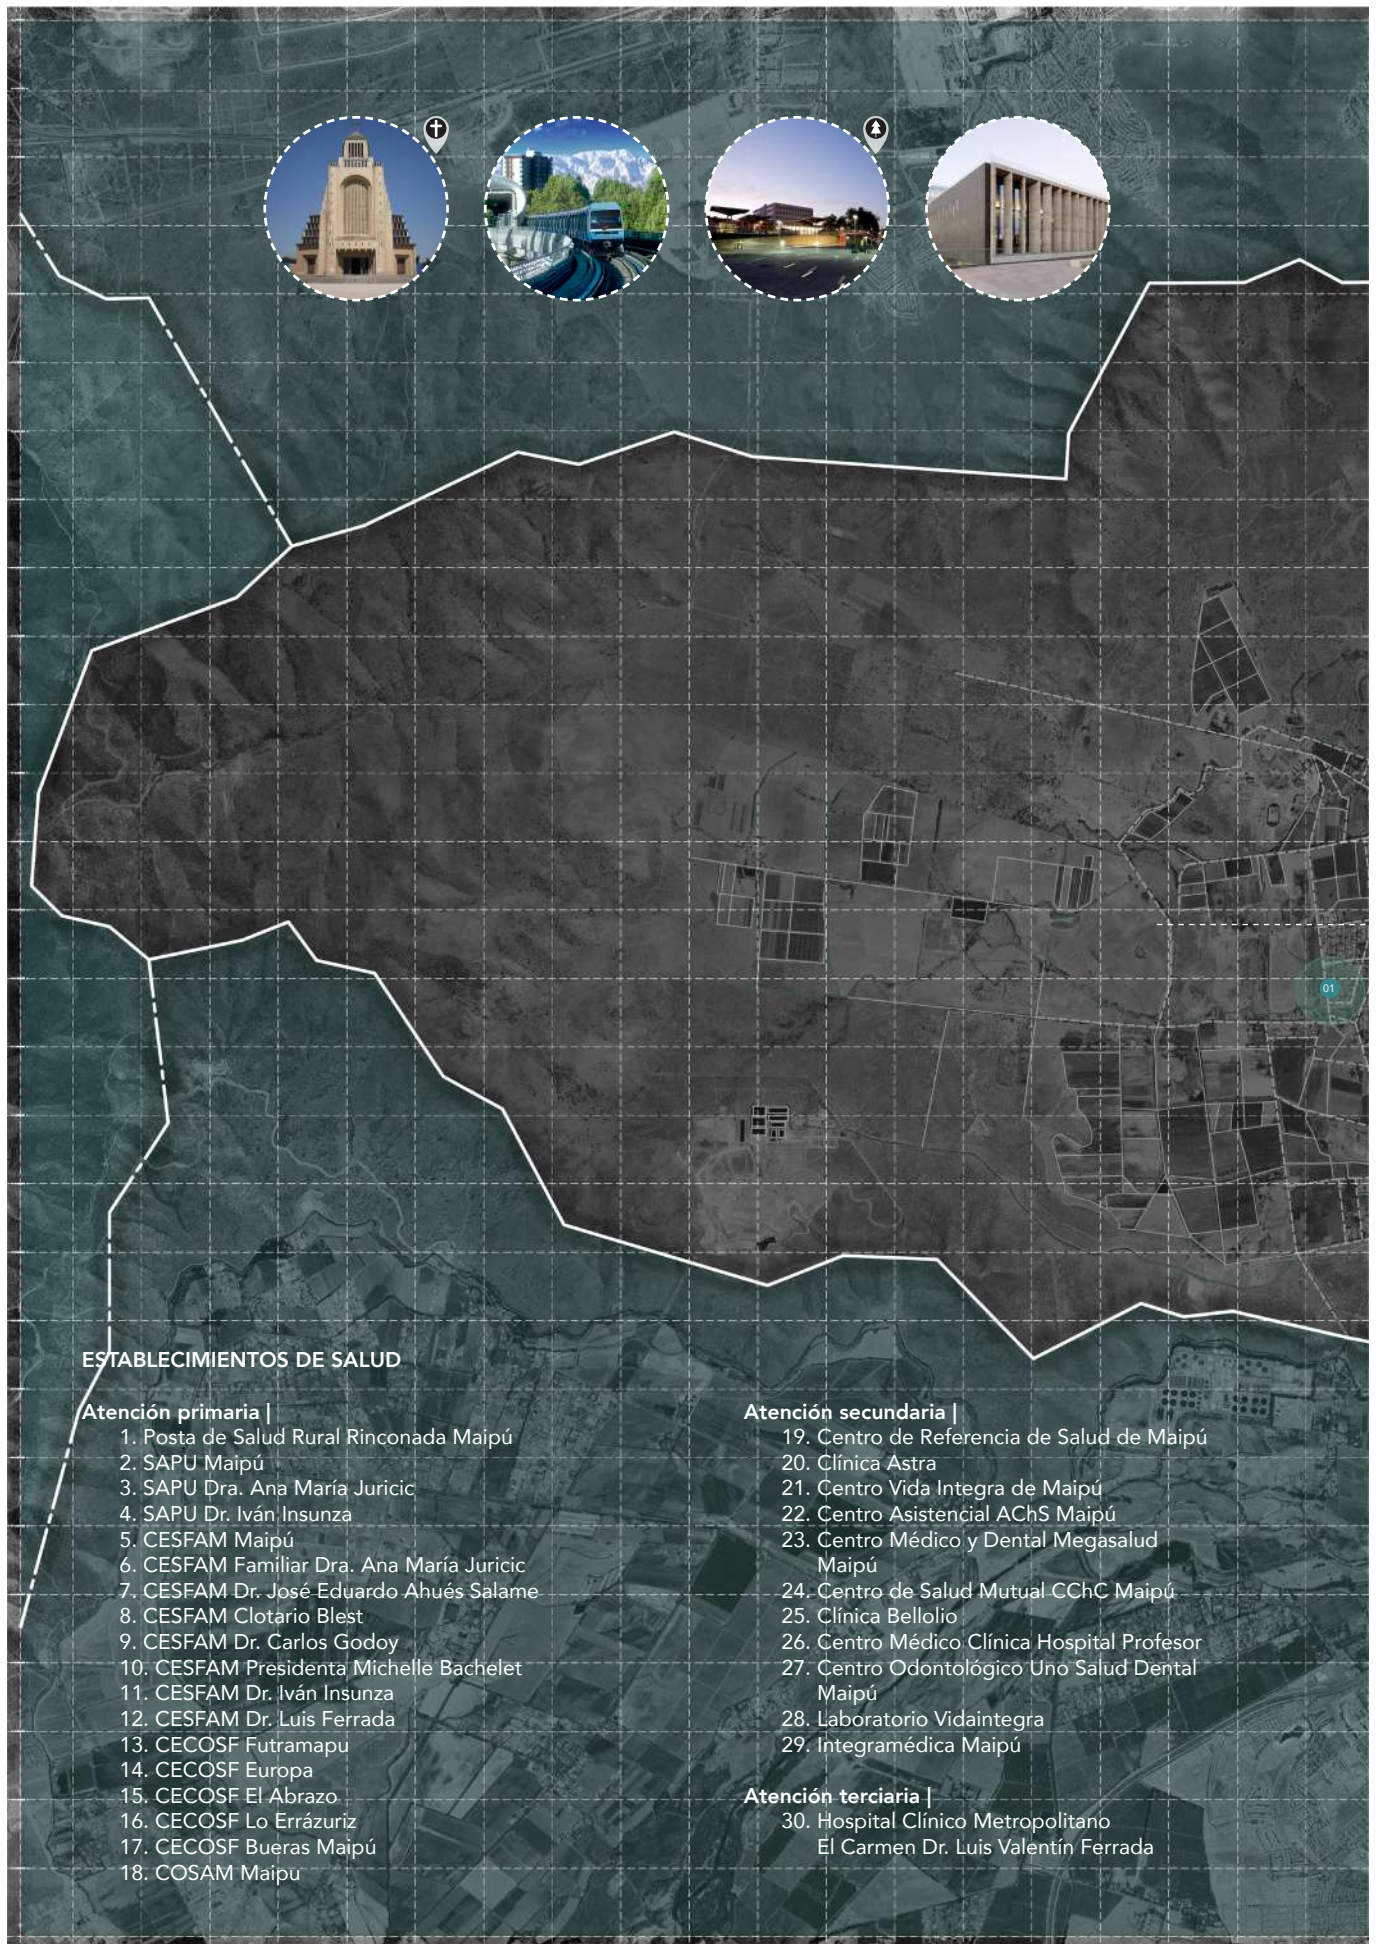 01
ESTABLECIMIENTOS DE SALUD
Atención primaria |
1. Posta de Salud Rural Rinconada Maipú
2. SAPU Maipú
3. SAPU Dra. Ana María Juricic
4. SAPU Dr. Iván Insunza
5. CESFAM Maipú
6. CESFAM Familiar Dra. Ana María Juricic
7. CESFAM Dr. José Eduardo Ahués Salame
8. CESFAM Clotario Blest
9. CESFAM Dr. Carlos Godoy
10. CESFAM Presidenta Michelle Bachelet
11. CESFAM Dr. Iván Insunza
12. CESFAM Dr. Luis Ferrada
13. CECOSF Futramapu
14. CECOSF Europa
15. CECOSF El Abrazo
16. CECOSF Lo Errázuriz
17. CECOSF Bueras Maipú
18. COSAM Maipu
Atención secundaria |
19. Centro de Referencia de Salud de Maipú
20. Clínica Astra
21. Centro Vida Integra de Maipú
22. Centro Asistencial AChS Maipú
23. Centro Médico y Dental Megasalud
Maipú
24. Centro de Salud Mutual CChC Maipú
25. Clínica Bellolio
26. Centro Médico Clínica Hospital Profesor
27. Centro Odontológico Uno Salud Dental
Maipú
28. Laboratorio Vidaintegra
29. Integramédica Maipú
Atención terciaria |
30. Hospital Clínico Metropolitano
El Carmen Dr. Luis Valentín Ferrada